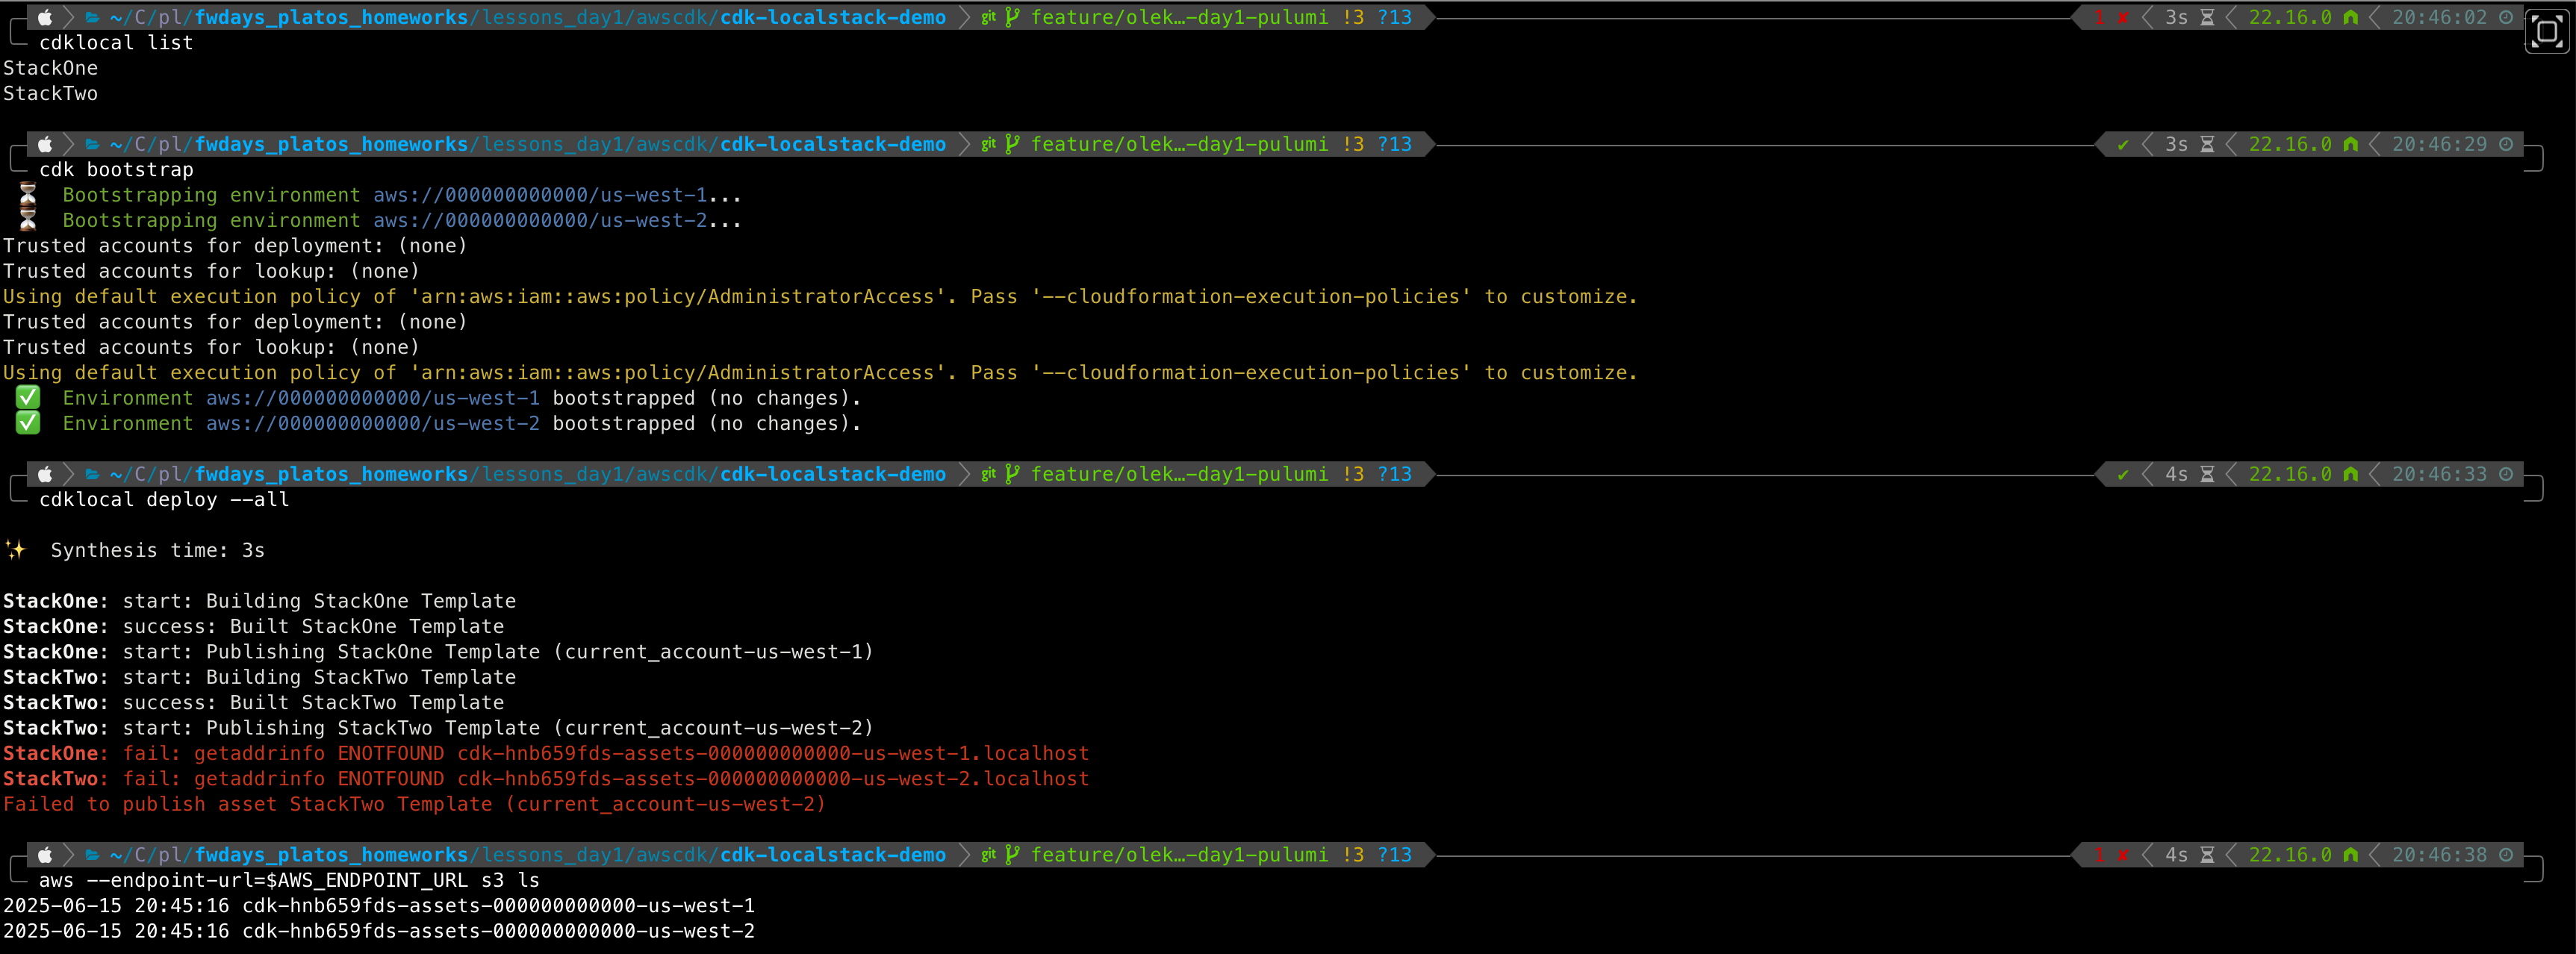 ~/C/pl/fwdays_platos_homeworks/lessons_day1/awscdk/cdk-localstack-demo git feature/olek…-day1-pulumi !3 ?13 1 ✘ 3s 22.16.0 20:46:02
cdklocal list
StackOne
StackTwo
~/C/pl/fwdays_platos_homeworks/lessons_day1/awscdk/cdk-localstack-demo git feature/olek…-day1-pulumi !3 ?13 ✔ 3s 22.16.0 20:46:29
cdk bootstrap
⏳ Bootstrapping environment aws://000000000000/us-west-1...
⏳ Bootstrapping environment aws://000000000000/us-west-2...
Trusted accounts for deployment: (none)
Trusted accounts for lookup: (none)
Using default execution policy of 'arn:aws:iam::aws:policy/AdministratorAccess'. Pass '--cloudformation-execution-policies' to customize.
Trusted accounts for deployment: (none)
Trusted accounts for lookup: (none)
Using default execution policy of 'arn:aws:iam::aws:policy/AdministratorAccess'. Pass '--cloudformation-execution-policies' to customize.
✅ Environment aws://000000000000/us-west-1 bootstrapped (no changes).
✅ Environment aws://000000000000/us-west-2 bootstrapped (no changes).
~/C/pl/fwdays_platos_homeworks/lessons_day1/awscdk/cdk-localstack-demo git feature/olek…-day1-pulumi !3 ?13 ✔ 4s 22.16.0 20:46:33
cdklocal deploy --all
✨ Synthesis time: 3s
StackOne: start: Building StackOne Template
StackOne: success: Built StackOne Template
StackOne: start: Publishing StackOne Template (current_account-us-west-1)
StackTwo: start: Building StackTwo Template
StackTwo: success: Built StackTwo Template
StackTwo: start: Publishing StackTwo Template (current_account-us-west-2)
StackOne: fail: getaddrinfo ENOTFOUND cdk-hnb659fds-assets-000000000000-us-west-1.localhost
StackTwo: fail: getaddrinfo ENOTFOUND cdk-hnb659fds-assets-000000000000-us-west-2.localhost
Failed to publish asset StackTwo Template (current_account-us-west-2)
~/C/pl/fwdays_platos_homeworks/lessons_day1/awscdk/cdk-localstack-demo git feature/olek…-day1-pulumi !3 ?13 1 ✘ 4s 22.16.0 20:46:38
aws --endpoint-url=$AWS_ENDPOINT_URL s3 ls
2025-06-15 20:45:16 cdk-hnb659fds-assets-000000000000-us-west-1
2025-06-15 20:45:16 cdk-hnb659fds-assets-000000000000-us-west-2